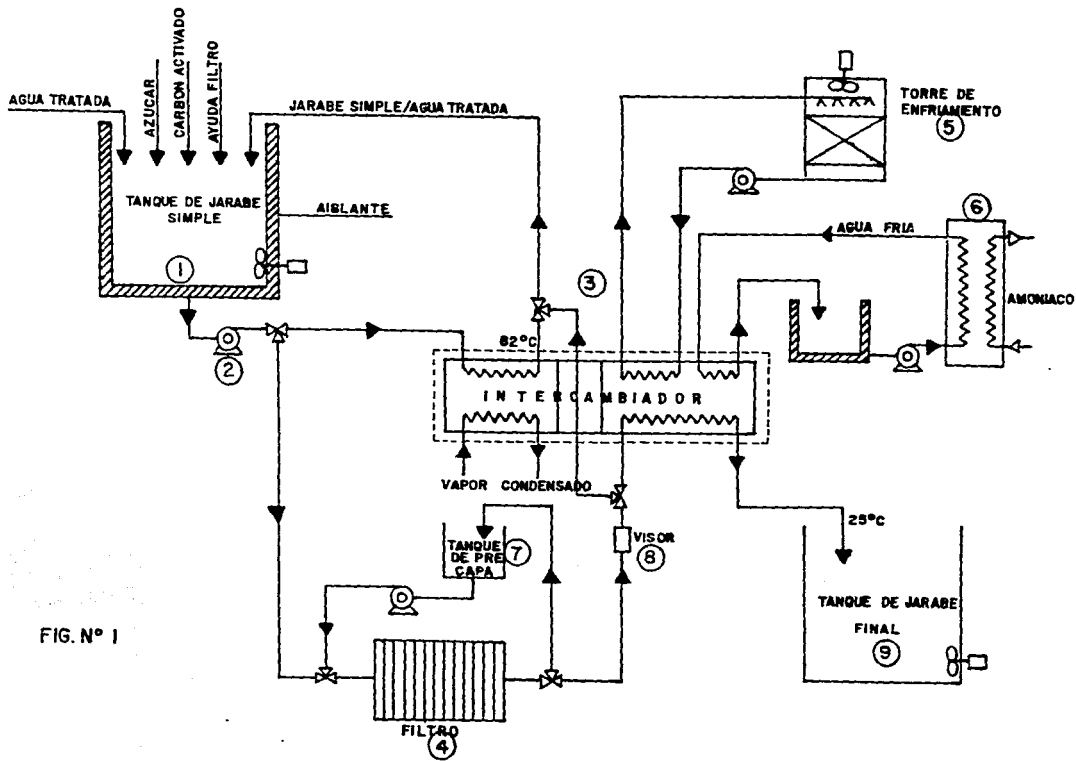 AGUA TRATADA
AZUCAR
CARBON ACTIVADO
AYUDA FILTRO
JARABE SIMPLE/AGUA TRATADA
TANQUE DE JARABE
SIMPLE
AISLANTE
1
2
3
82°C
TORRE DE
ENFRIAMIENTO
5
6
AGUA FRIA
AMONIACO
INTERCAMBIADOR
VAPOR CONDENSADO
TANQUE
DE PRE
CAPA
7
VISOR
8
25°C
TANQUE DE JARABE
FINAL
9
FIG. Nº 1
FILTRO
4